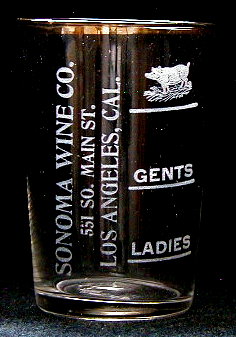 SONOMA WINE CO.
551 SO. MAIN ST.
LOS ANGELES, CAL.
GENTS
LADIES